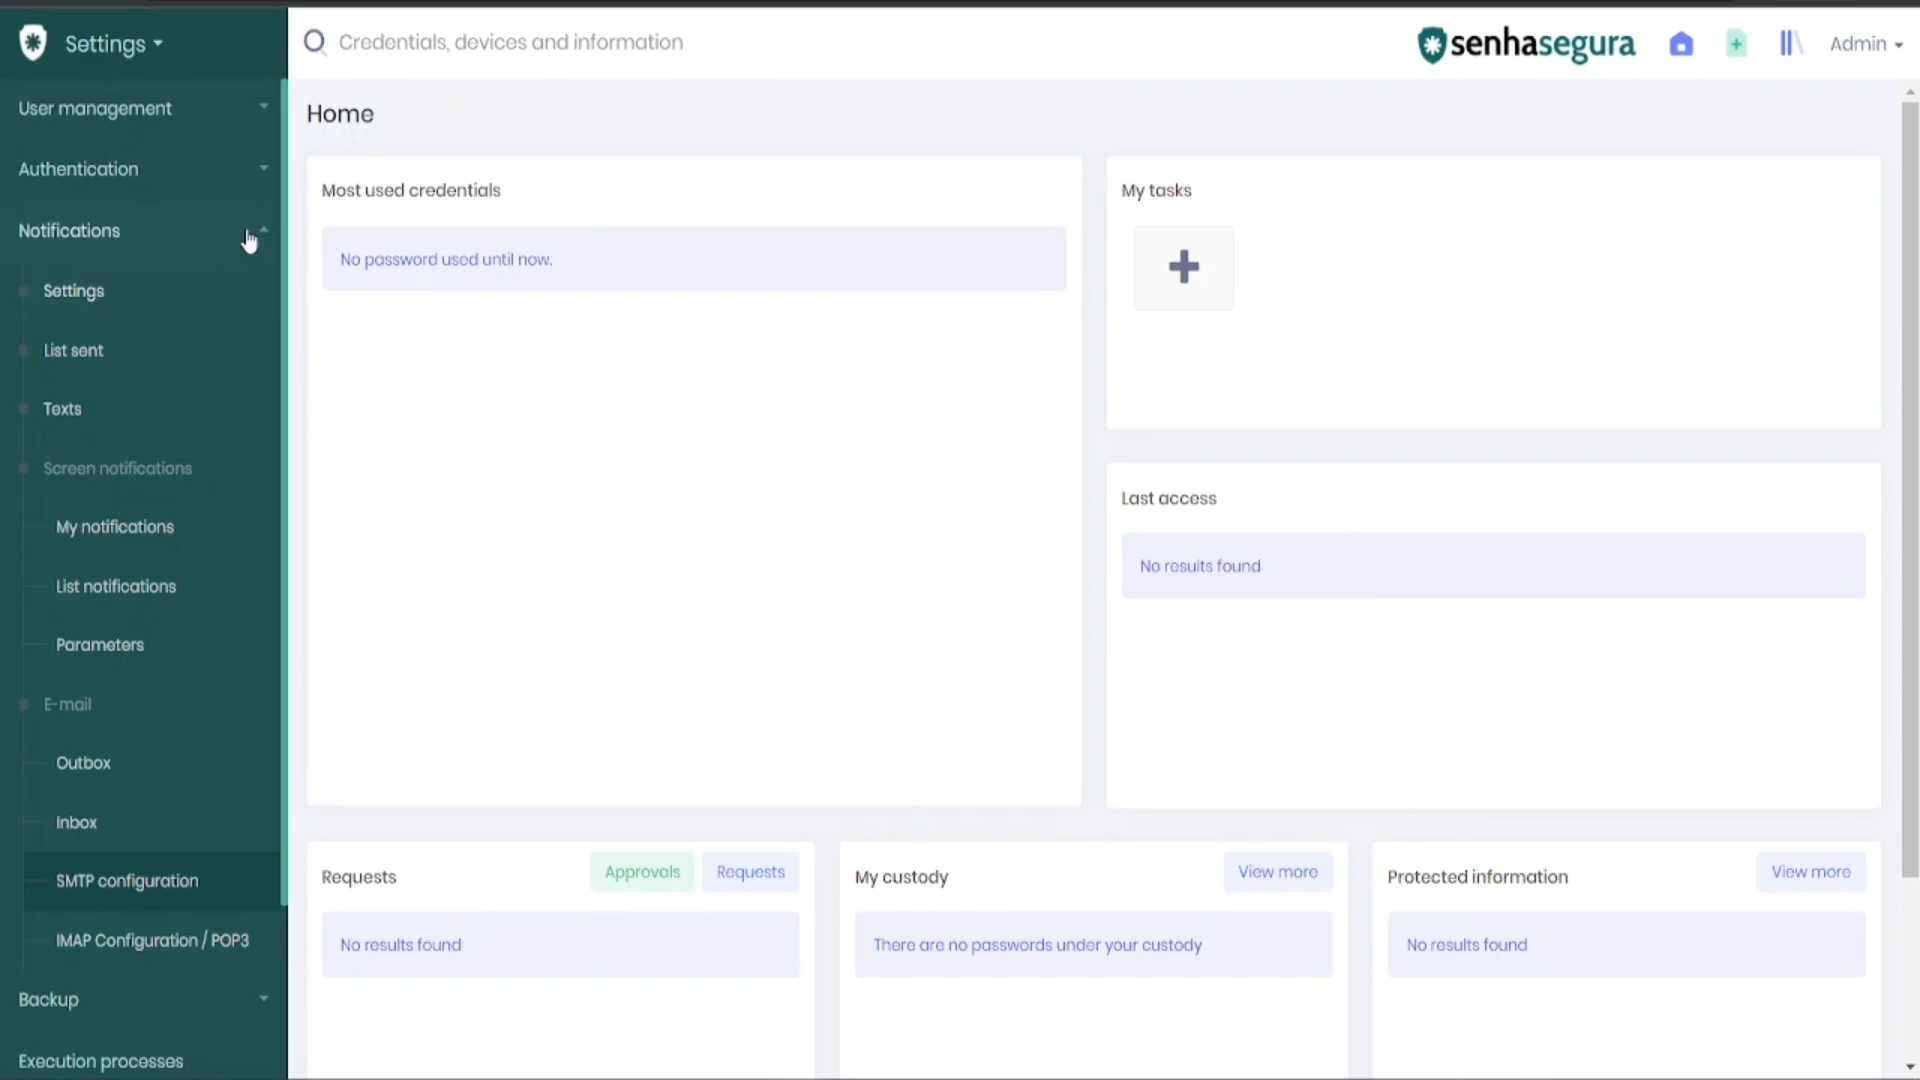 Settings
Credentials, devices and information
senhasegura
Admin
User management
Authentication
Notifications
Settings
List sent
Texts
Screen notifications
My notifications
List notifications
Parameters
E-mail
Outbox
Inbox
SMTP configuration
IMAP Configuration / POP3
Backup
Execution processes
Home
Most used credentials
No password used until now.
My tasks
Last access
No results found
Requests
Approvals
Requests
No results found
My custody
View more
There are no passwords under your custody
Protected information
View more
No results found